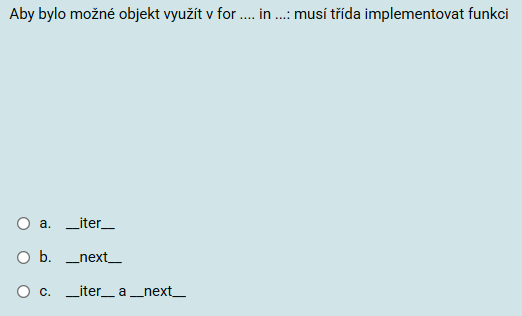 Aby bylo možné objekt využít v for .... in ...: musí třída implementovat funkci
a. __iter__
b. __next__
c. __iter__ a __next__